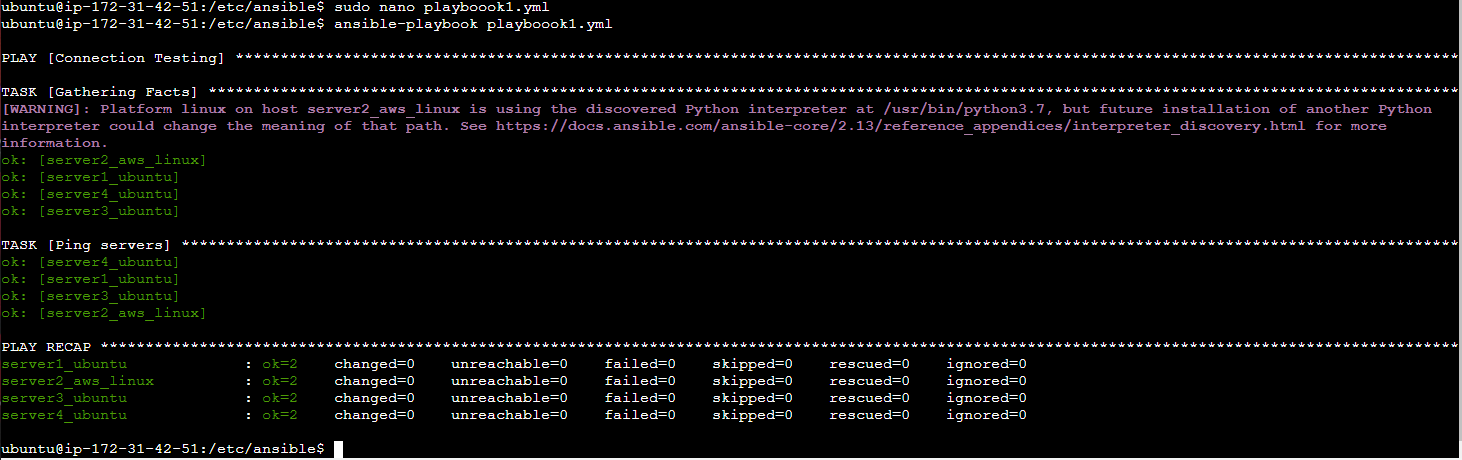 ubuntu@ip-172-31-42-51:/etc/ansible$ sudo nano playboook1.yml
ubuntu@ip-172-31-42-51:/etc/ansible$ ansible-playbook playboook1.yml
PLAY [Connection Testing] ****************************************************************************************************************************************
TASK [Gathering Facts] *******************************************************************************************************************************************
[WARNING]: Platform linux on host server2_aws_linux is using the discovered Python interpreter at /usr/bin/python3.7, but future installation of another Python
interpreter could change the meaning of that path. See https://docs.ansible.com/ansible-core/2.13/reference_appendices/interpreter_discovery.html for more
information.
ok: [server2_aws_linux]
ok: [server1_ubuntu]
ok: [server4_ubuntu]
ok: [server3_ubuntu]
TASK [Ping servers] **********************************************************************************************************************************************
ok: [server4_ubuntu]
ok: [server1_ubuntu]
ok: [server3_ubuntu]
ok: [server2_aws_linux]
PLAY RECAP *******************************************************************************************************************************************************
server1_ubuntu             : ok=2    changed=0    unreachable=0    failed=0    skipped=0    rescued=0    ignored=0
server2_aws_linux          : ok=2    changed=0    unreachable=0    failed=0    skipped=0    rescued=0    ignored=0
server3_ubuntu             : ok=2    changed=0    unreachable=0    failed=0    skipped=0    rescued=0    ignored=0
server4_ubuntu             : ok=2    changed=0    unreachable=0    failed=0    skipped=0    rescued=0    ignored=0
ubuntu@ip-172-31-42-51:/etc/ansible$